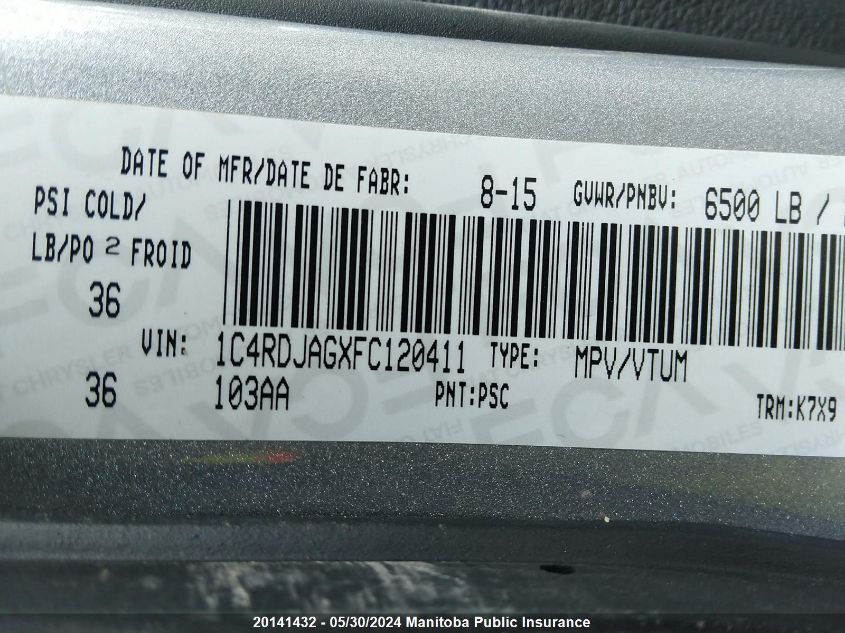 DATE OF MFR/DATE DE FABR: 8-15 GVWR/PNBV: 6500 LB /
PSI COLD/
LB/PO 2 FROID
36
VIN: 1C4RDJAGXFC120411 TYPE: MPV/VTUM
36 103AA PNT:PSC TRM:K7X9
20141432 - 05/30/2024 Manitoba Public Insurance